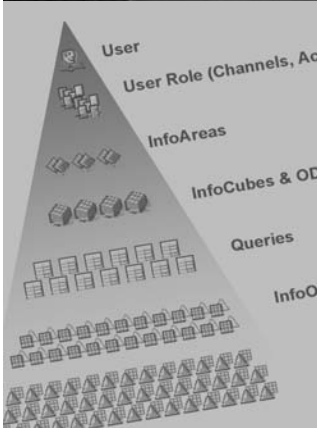 User
User Role (Channels, Ac
InfoAreas
InfoCubes & OD
Queries
InfoO